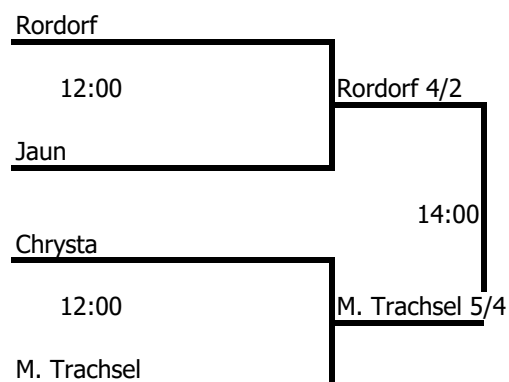 Rordorf
12:00
Rordorf 4/2
Jaun
14:00
Chrysta
12:00
M. Trachsel 5/4
M. Trachsel